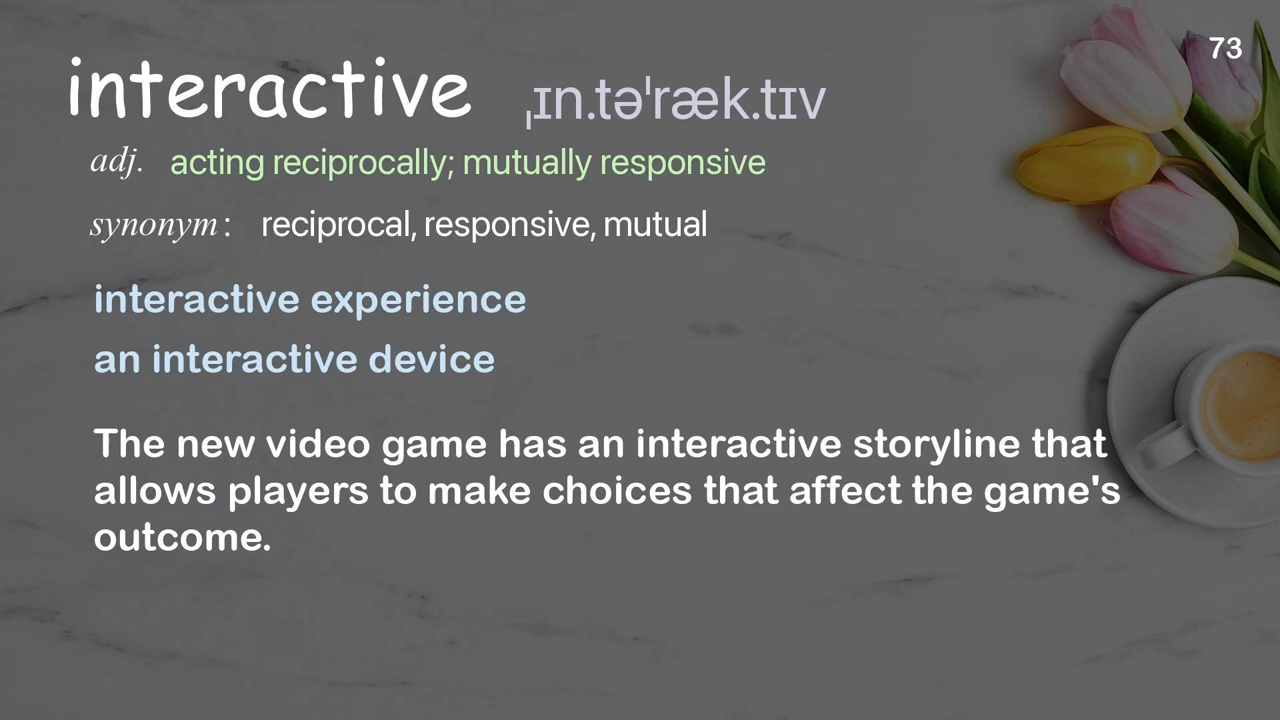 73
interactive ˌɪn.təˈræk.tɪv
adj. acting reciprocally; mutually responsive
synonym: reciprocal, responsive, mutual
interactive experience
an interactive device
The new video game has an interactive storyline that
allows players to make choices that affect the game's
outcome.